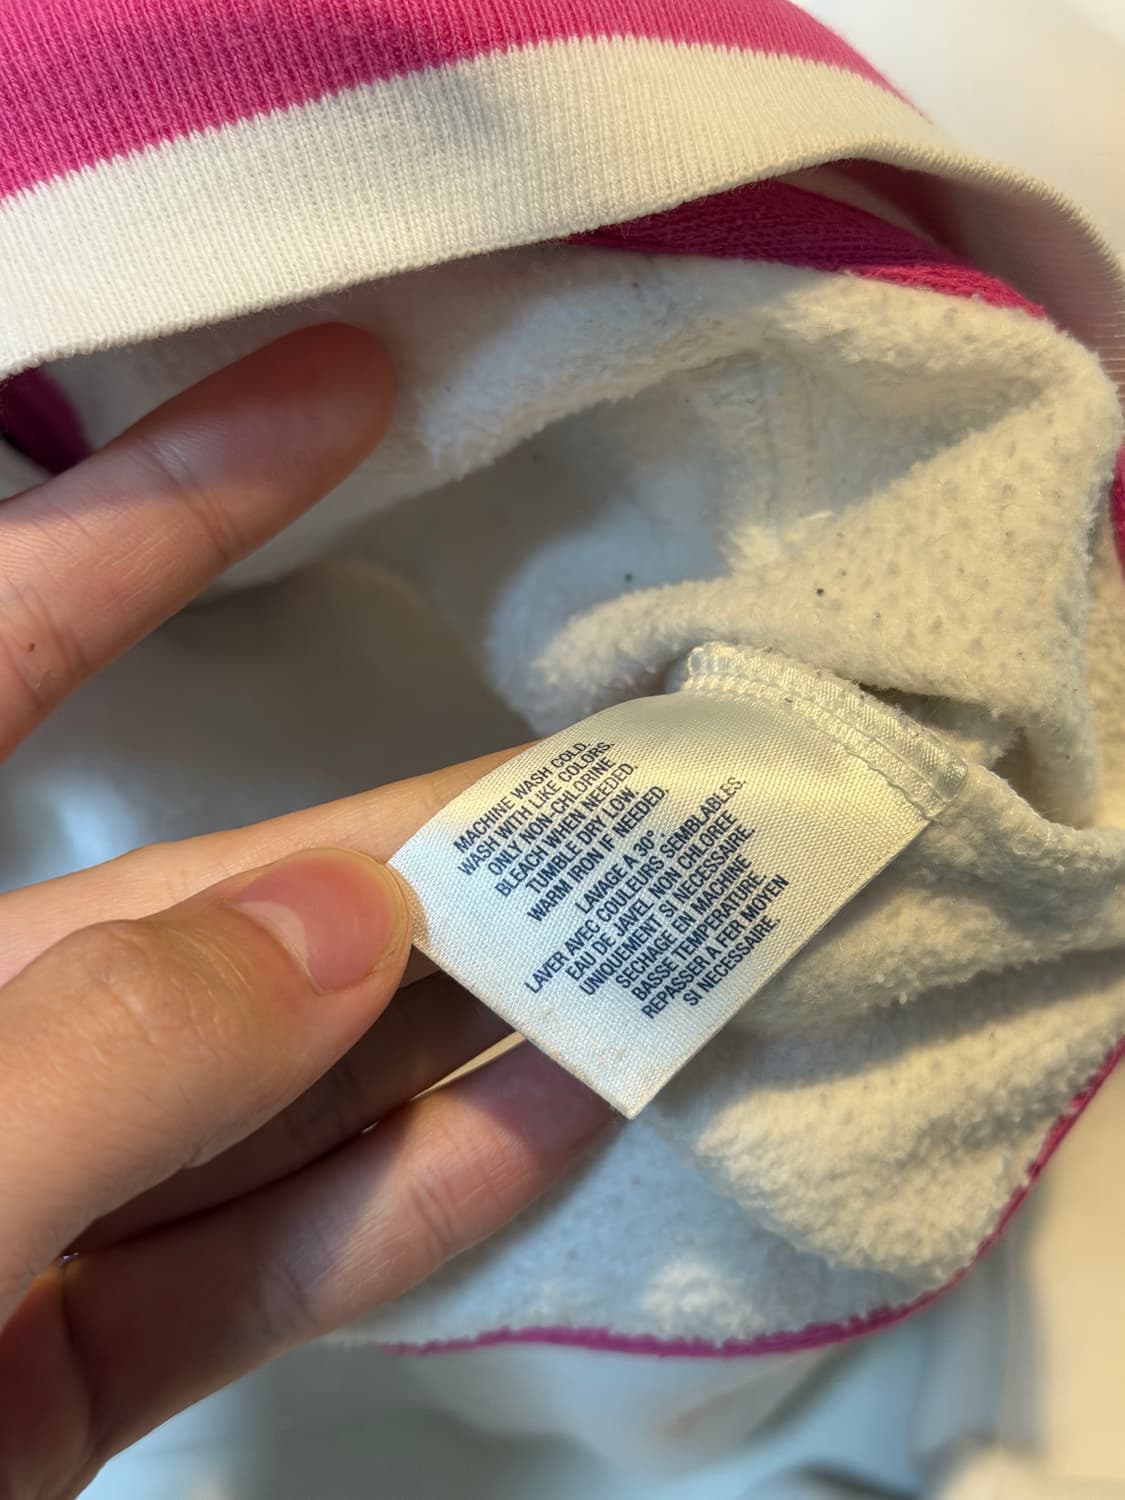 MACHINE WASH COLD.
WASH WITH LIKE COLORS.
ONLY NON-CHLORINE
BLEACH WHEN NEEDED.
TUMBLE DRY LOW.
WARM IRON IF NEEDED.
LAVAGE A 30°.
LAVER AVEC COULEURS SEMBLABLES.
EAU DE JAVEL NON CHLOREE
UNIQUEMENT SI NECESSAIRE.
SECHAGE EN MACHINE
BASSE TEMPERATURE.
REPASSER A FER MOYEN
SI NECESSAIRE